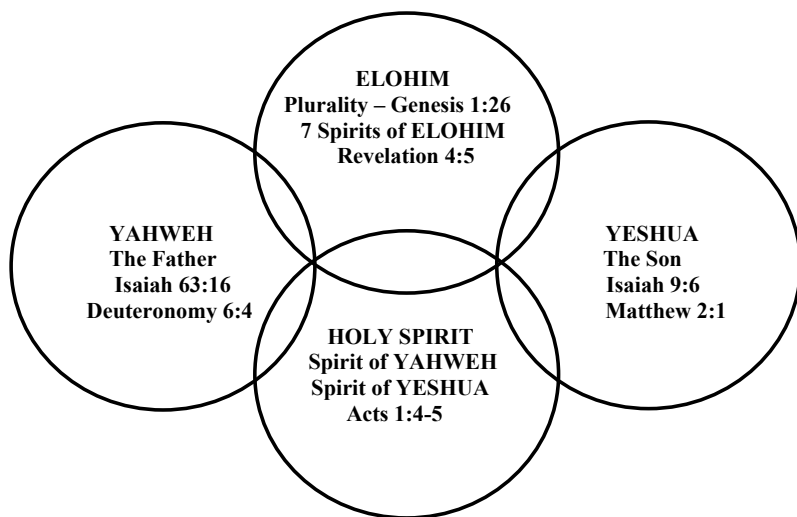 ELOHIM
Plurality – Genesis 1:26
7 Spirits of ELOHIM
Revelation 4:5
YAHWEH
The Father
Isaiah 63:16
Deuteronomy 6:4
YESHUA
The Son
Isaiah 9:6
Matthew 2:1
HOLY SPIRIT
Spirit of YAHWEH
Spirit of YESHUA
Acts 1:4-5